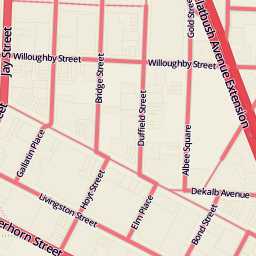 Jay Street
Willoughby Street
Bridge Street
Willoughby Street
Gold Street
Flatbush Avenue Extension
Duffield Street
Gallatin Place
Albee Square
Hoyt Street
Livingston Street
Elm Place
Dekalb Avenue
Bond Street
erhorn Street